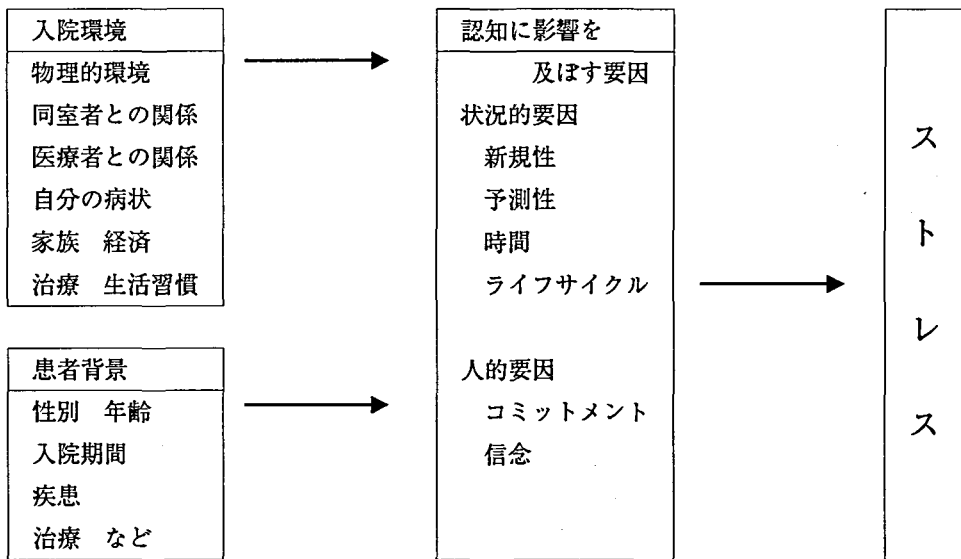 入院環境
物理的環境
同室者との関係
医療者との関係
自分の病状
家族　経済
治療　生活習慣
患者背景
性別　年齢
入院期間
疾患
治療　など
認知に影響を
及ぼす要因
状況的要因
新規性
予測性
時間
ライフサイクル
人的要因
コミットメント
信念
ストレス